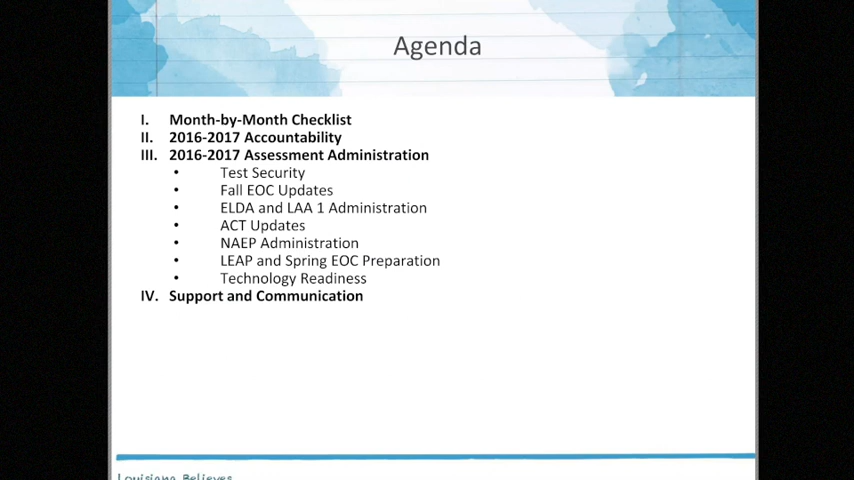 Agenda
I. Month-by-Month Checklist
II. 2016-2017 Accountability
III. 2016-2017 Assessment Administration
• Test Security
• Fall EOC Updates
• ELDA and LAA 1 Administration
• ACT Updates
• NAEP Administration
• LEAP and Spring EOC Preparation
• Technology Readiness
IV. Support and Communication
Louisiana Believes